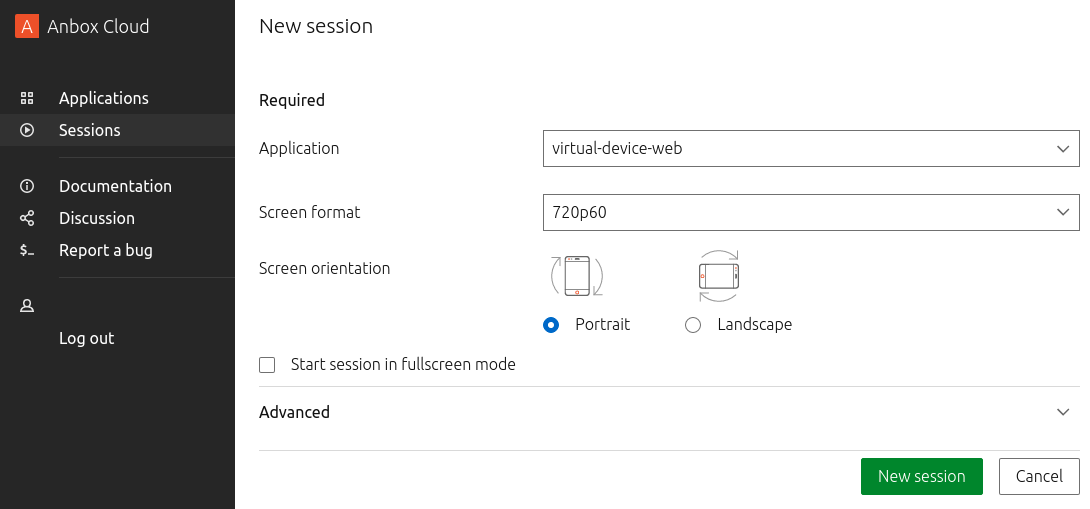 A Anbox Cloud
Applications
Sessions
Documentation
Discussion
$_ Report a bug
Log out
New session
Required
Application virtual-device-web
Screen format 720p60
Screen orientation
Portrait Landscape
Start session in fullscreen mode
Advanced
New session Cancel